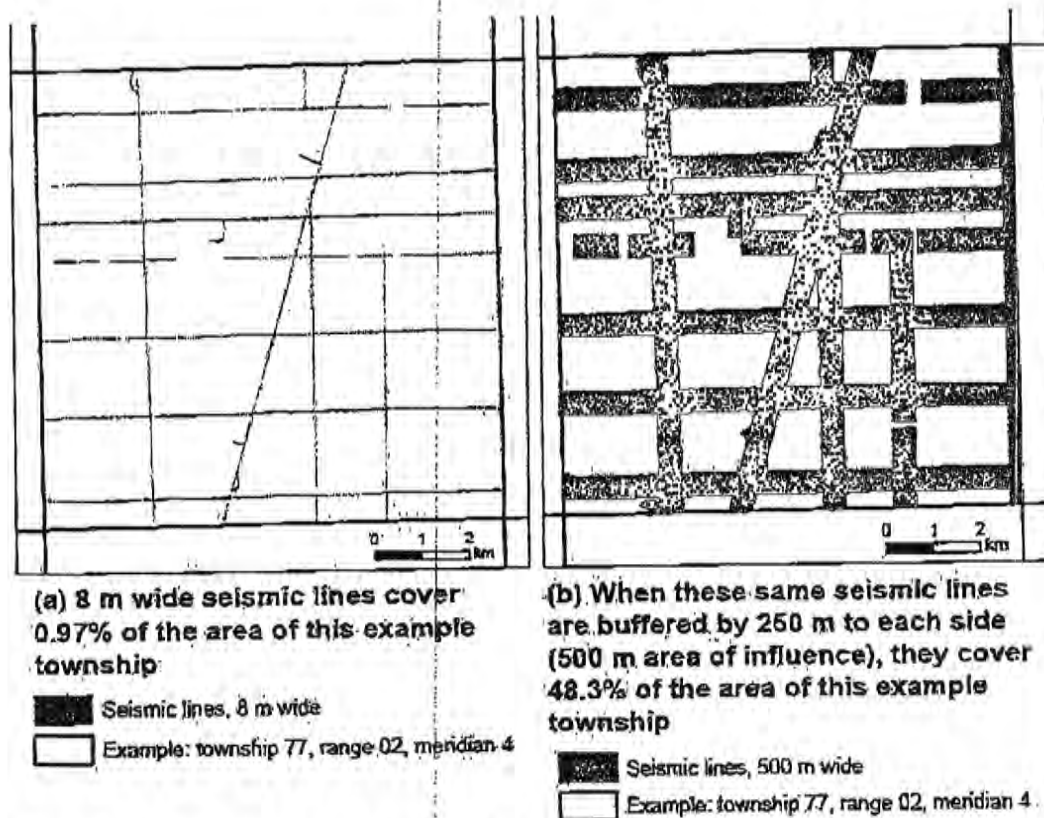 0 1 2
km
(a) 8 m wide seismic lines cover
0.97% of the area of this example
township
Seismic lines, 8 m wide
Example: township 77, range 02, meridian 4
0 1 2
km
(b) When these same seismic lines
are buffered by 250 m to each side
(500 m area of influence), they cover
48.3% of the area of this example
township
Seismic lines, 500 m wide
Example: township 77, range 02, meridian 4